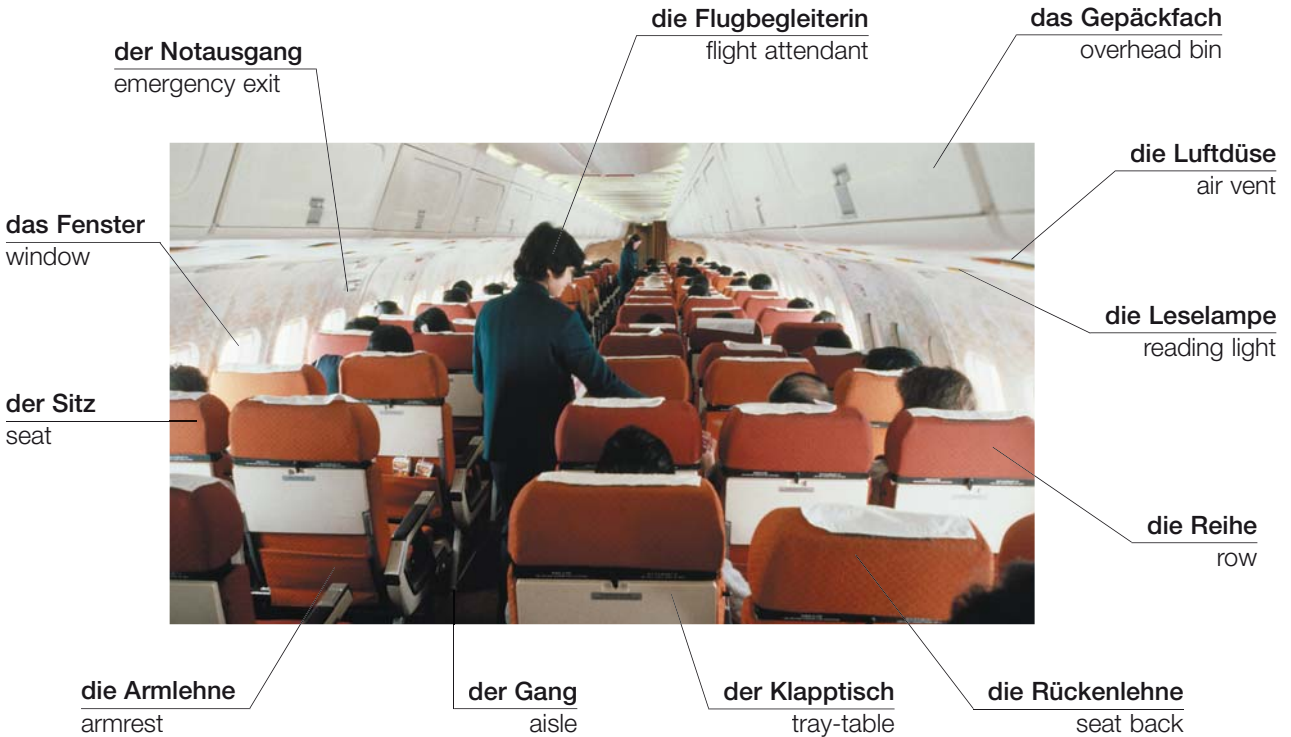 die Flugbegleiterin
flight attendant
das Gepäckfach
overhead bin
der Notausgang
emergency exit
die Luftdüse
air vent
das Fenster
window
die Leselampe
reading light
der Sitz
seat
die Reihe
row
die Armlehne
armrest
der Gang
aisle
der Klapptisch
tray-table
die Rückenlehne
seat back